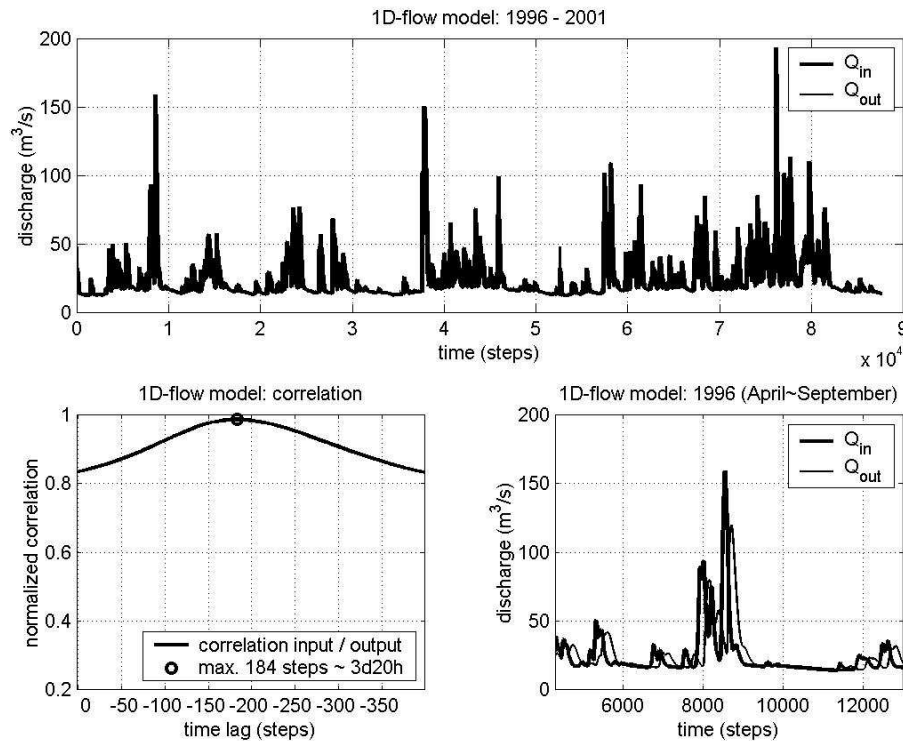 1D-flow model: 1996 - 2001
200
150
100
50
0
discharge (m³/s)
Q_in
Q_out
0 1 2 3 4 5 6 7 8 9
x 10⁴
time (steps)
1D-flow model: correlation
1
0.8
0.6
0.4
0.2
normalized correlation
correlation input / output
max. 184 steps ~ 3d20h
0 -50 -100 -150 -200 -250 -300 -350
time lag (steps)
1D-flow model: 1996 (April~September)
200
150
100
50
0
discharge (m³/s)
Q_in
Q_out
6000 8000 10000 12000
time (steps)